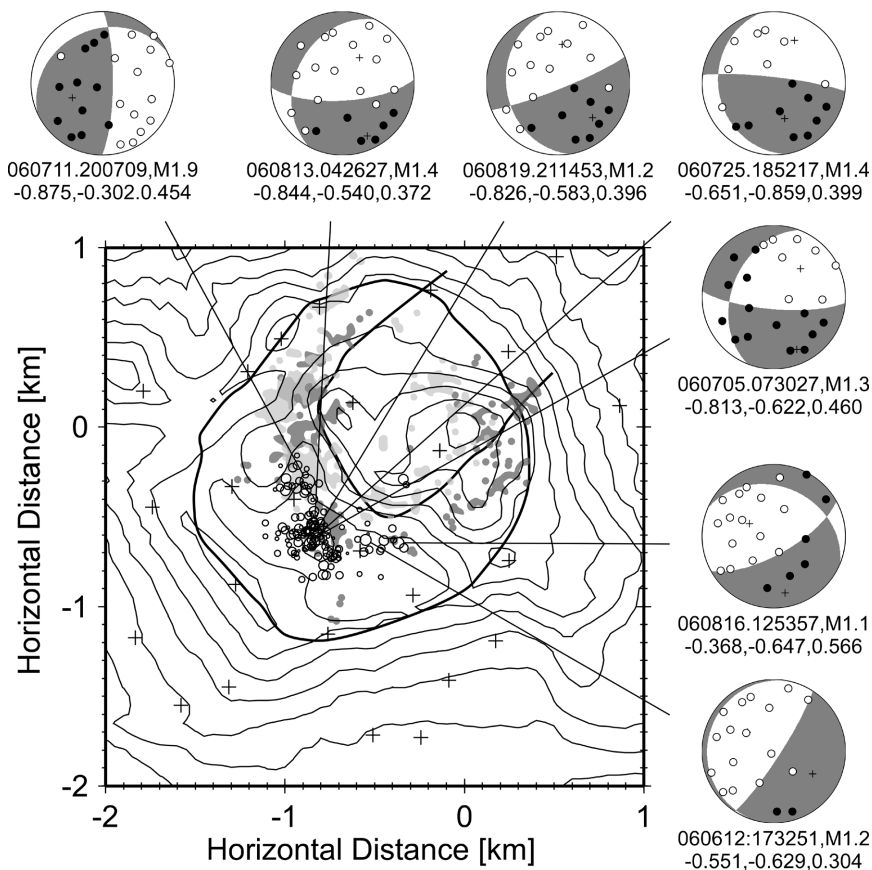 060711.200709,M1.9
-0.875,-0.302.0.454
060813.042627,M1.4
-0.844,-0.540,0.372
060819.211453,M1.2
-0.826,-0.583,0.396
060725.185217,M1.4
-0.651,-0.859,0.399
060705.073027,M1.3
-0.813,-0.622,0.460
060816.125357,M1.1
-0.368,-0.647,0.566
060612:173251,M1.2
-0.551,-0.629,0.304
Horizontal Distance [km]
1
0
-1
-2
-2
-1
0
1
Horizontal Distance [km]